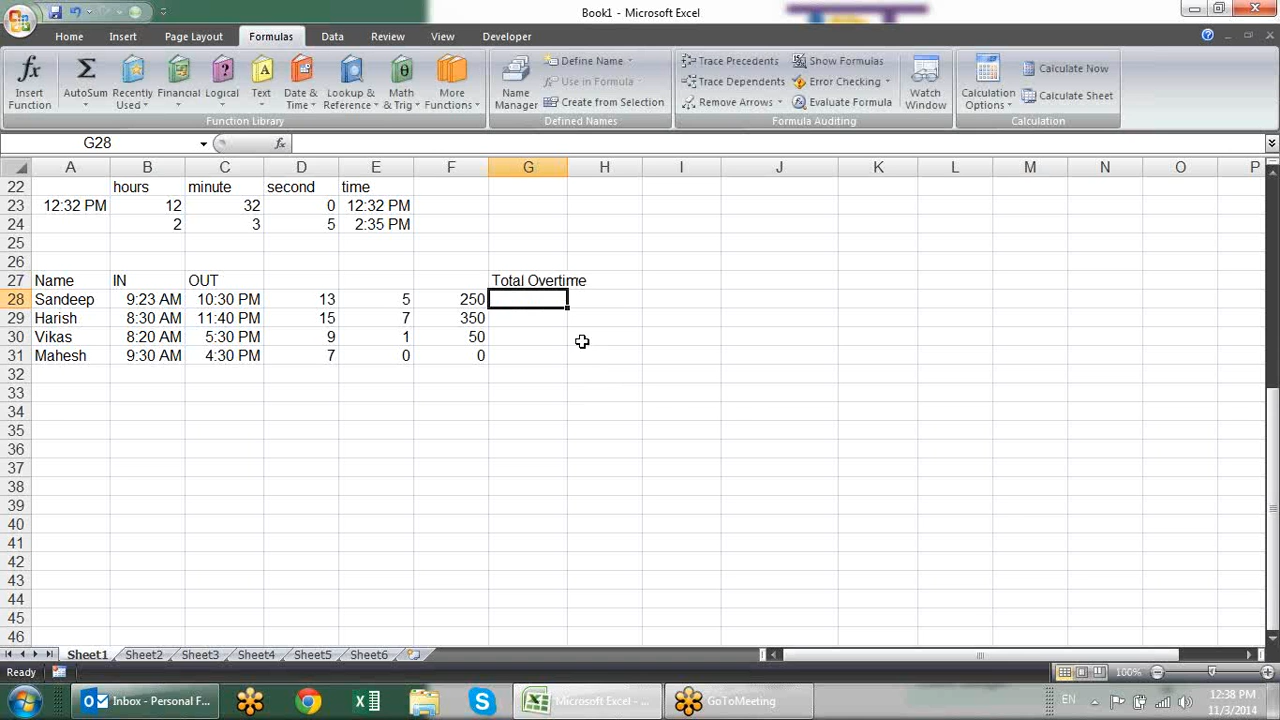 Book1 - Microsoft Excel
Home Insert Page Layout Formulas Data Review View Developer
Insert Function
AutoSum
Recently Used
Financial
Logical
Text
Date & Time
Lookup & Reference
Math & Trig
More Functions
Function Library
Name Manager
Define Name
Use in Formula
Create from Selection
Defined Names
Trace Precedents
Trace Dependents
Remove Arrows
Show Formulas
Error Checking
Evaluate Formula
Watch Window
Formula Auditing
Calculation Options
Calculate Now
Calculate Sheet
Calculation
G28
fx
A B C D E F G H I J K L M N O P
22 hours minute second time
23 12:32 PM 12 32 0 12:32 PM
24 2 3 5 2:35 PM
25
26
27 Name IN OUT Total Overtime
28 Sandeep 9:23 AM 10:30 PM 13 5 250
29 Harish 8:30 AM 11:40 PM 15 7 350
30 Vikas 8:20 AM 5:30 PM 9 1 50
31 Mahesh 9:30 AM 4:30 PM 7 0 0
32
33
34
35
36
37
38
39
40
41
42
43
44
45
46
Sheet1 Sheet2 Sheet3 Sheet4 Sheet5 Sheet6
Ready
100%
Inbox - Personal F...
Microsoft Excel - ...
GoToMeeting
EN
12:38 PM
11/3/2014